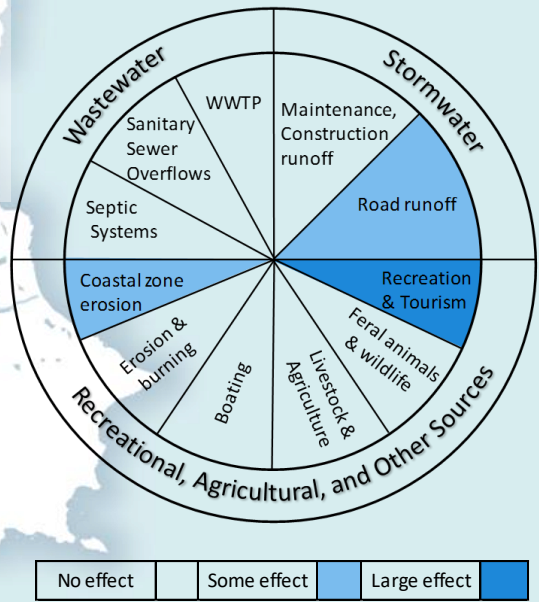 Wastewater
Stormwater
WWTP
Sanitary
Sewer
Overflows
Septic
Systems
Maintenance,
Construction
runoff
Road runoff
Coastal zone
erosion
Recreation
& Tourism
Erosion &
burning
Boating
Livestock &
Agriculture
Feral animals
& wildlife
Recreational, Agricultural, and Other Sources
No effect
Some effect
Large effect